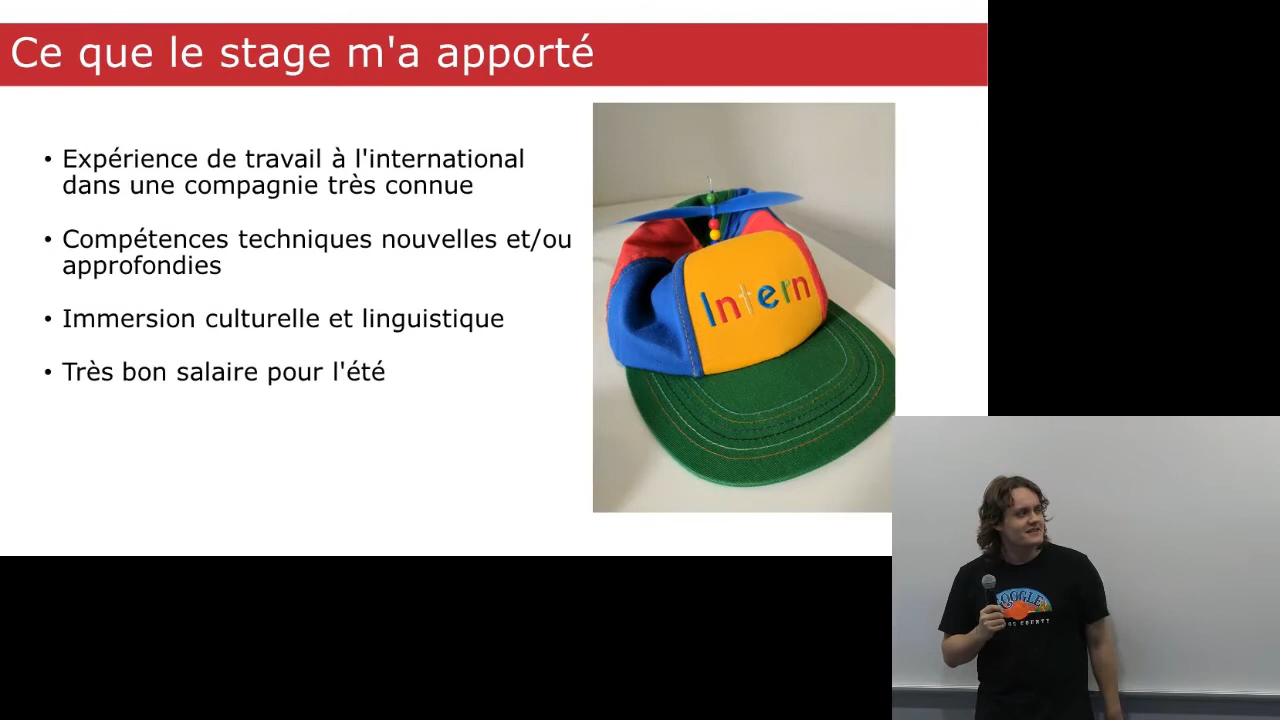 Ce que le stage m'a apporté
• Expérience de travail à l'international
dans une compagnie très connue
• Compétences techniques nouvelles et/ou
approfondies
• Immersion culturelle et linguistique
• Très bon salaire pour l'été
Intern
COUNTY